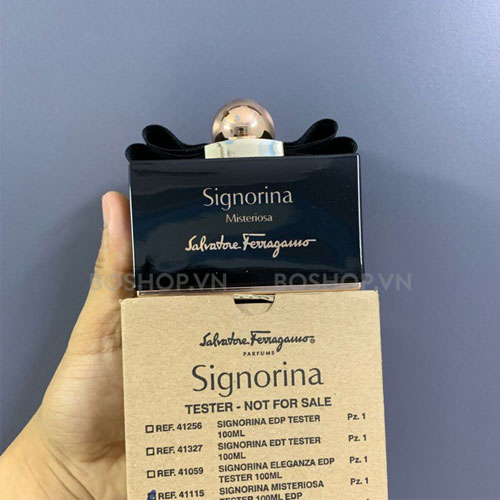 Signorina
Misteriosa
Salvatore Ferragamo
BOSHOP.VN BOSHOP.VN
Salvatore Ferragamo®
PARFUMS
Signorina
TESTER - NOT FOR SALE
REF. 41256 SIGNORINA EDP TESTER Pz. 1
100ML
REF. 41327 SIGNORINA EDT TESTER Pz. 1
100ML
REF. 41059 SIGNORINA ELEGANZA EDP Pz. 1
TESTER 100ML
REF. 41115 SIGNORINA MISTERIOSA Pz. 1
TESTER 100ML EDP